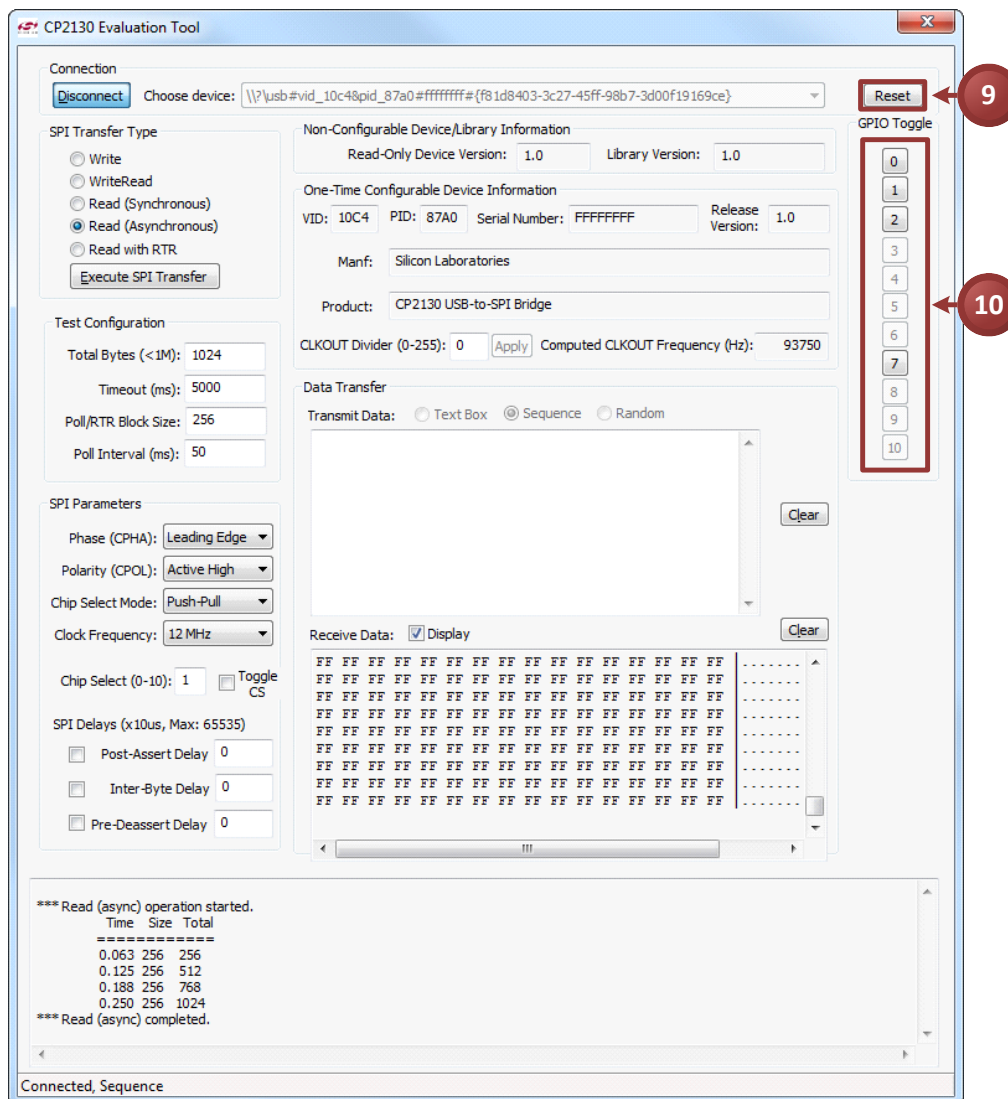 CP2130 Evaluation Tool
Connection
Disconnect Choose device: \\?\usb#vid_10c4&pid_87a0#ffffffff#{f81d8403-3c27-45ff-98b7-3d00f19169ce} Reset 9
SPI Transfer Type
Write
WriteRead
Read (Synchronous)
Read (Asynchronous)
Read with RTR
Execute SPI Transfer
Test Configuration
Total Bytes (<1M): 1024
Timeout (ms): 5000
Poll/RTR Block Size: 256
Poll Interval (ms): 50
SPI Parameters
Phase (CPHA): Leading Edge
Polarity (CPOL): Active High
Chip Select Mode: Push-Pull
Clock Frequency: 12 MHz
Chip Select (0-10): 1 Toggle
CS
SPI Delays (x10us, Max: 65535)
Post-Assert Delay 0
Inter-Byte Delay 0
Pre-Deassert Delay 0
Non-Configurable Device/Library Information
Read-Only Device Version: 1.0 Library Version: 1.0
One-Time Configurable Device Information
VID: 10C4 PID: 87A0 Serial Number: FFFFFFFF Release
Version: 1.0
Manf: Silicon Laboratories
Product: CP2130 USB-to-SPI Bridge
CLKOUT Divider (0-255): 0 Apply Computed CLKOUT Frequency (Hz): 93750
Data Transfer
Transmit Data: Text Box Sequence Random
Clear
Receive Data: Display Clear
FF FF FF FF FF FF FF FF FF FF FF FF FF FF FF FF .......
FF FF FF FF FF FF FF FF FF FF FF FF FF FF FF FF .......
FF FF FF FF FF FF FF FF FF FF FF FF FF FF FF FF .......
FF FF FF FF FF FF FF FF FF FF FF FF FF FF FF FF .......
FF FF FF FF FF FF FF FF FF FF FF FF FF FF FF FF .......
FF FF FF FF FF FF FF FF FF FF FF FF FF FF FF FF .......
FF FF FF FF FF FF FF FF FF FF FF FF FF FF FF FF .......
FF FF FF FF FF FF FF FF FF FF FF FF FF FF FF FF .......
FF FF FF FF FF FF FF FF FF FF FF FF FF FF FF FF .......
GPIO Toggle
0
1
2
3
4
5
6
7
8
9
10
10
*** Read (async) operation started.
Time Size Total
=============
0.063 256 256
0.125 256 512
0.188 256 768
0.250 256 1024
*** Read (async) completed.
Connected, Sequence